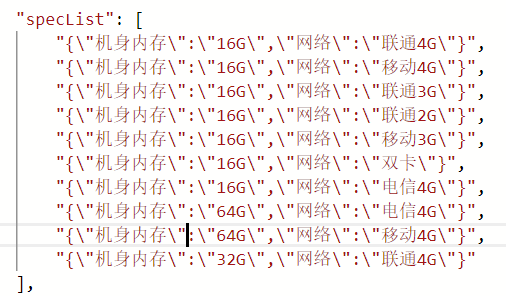 "specList": [
"{\"机身内存\":\"16G\",\"网络\":\"联通4G\"}",
"{\"机身内存\":\"16G\",\"网络\":\"移动4G\"}",
"{\"机身内存\":\"16G\",\"网络\":\"联通3G\"}",
"{\"机身内存\":\"16G\",\"网络\":\"联通2G\"}",
"{\"机身内存\":\"16G\",\"网络\":\"移动3G\"}",
"{\"机身内存\":\"16G\",\"网络\":\"双卡\"}",
"{\"机身内存\":\"16G\",\"网络\":\"电信4G\"}",
"{\"机身内存\":\"64G\",\"网络\":\"电信4G\"}",
"{\"机身内存\":\"64G\",\"网络\":\"移动4G\"}",
"{\"机身内存\":\"32G\",\"网络\":\"联通4G\"}"
],